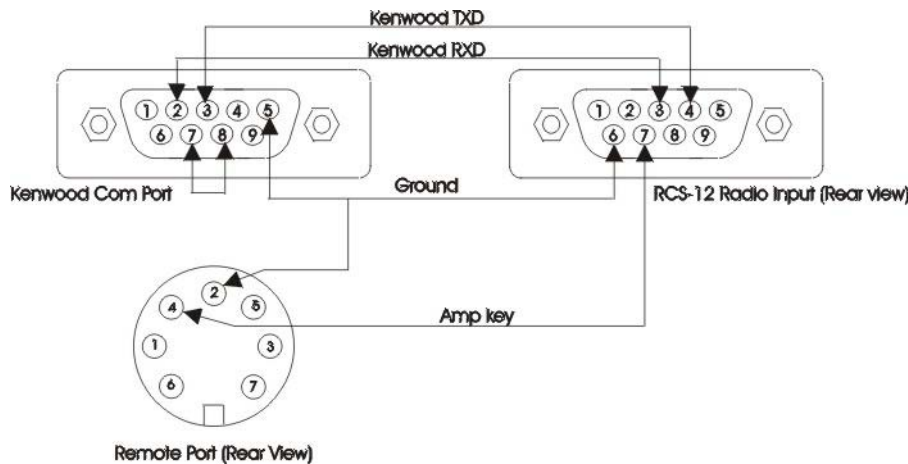 Kenwood TXD
Kenwood RXD
1 2 3 4 5
6 7 8 9
1 2 3 4 5
6 7 8 9
Kenwood Com Port
Ground
RCS-12 Radio Input (Rear view)
2
4 5
Amp key
1 3
6 7
Remote Port (Rear View)